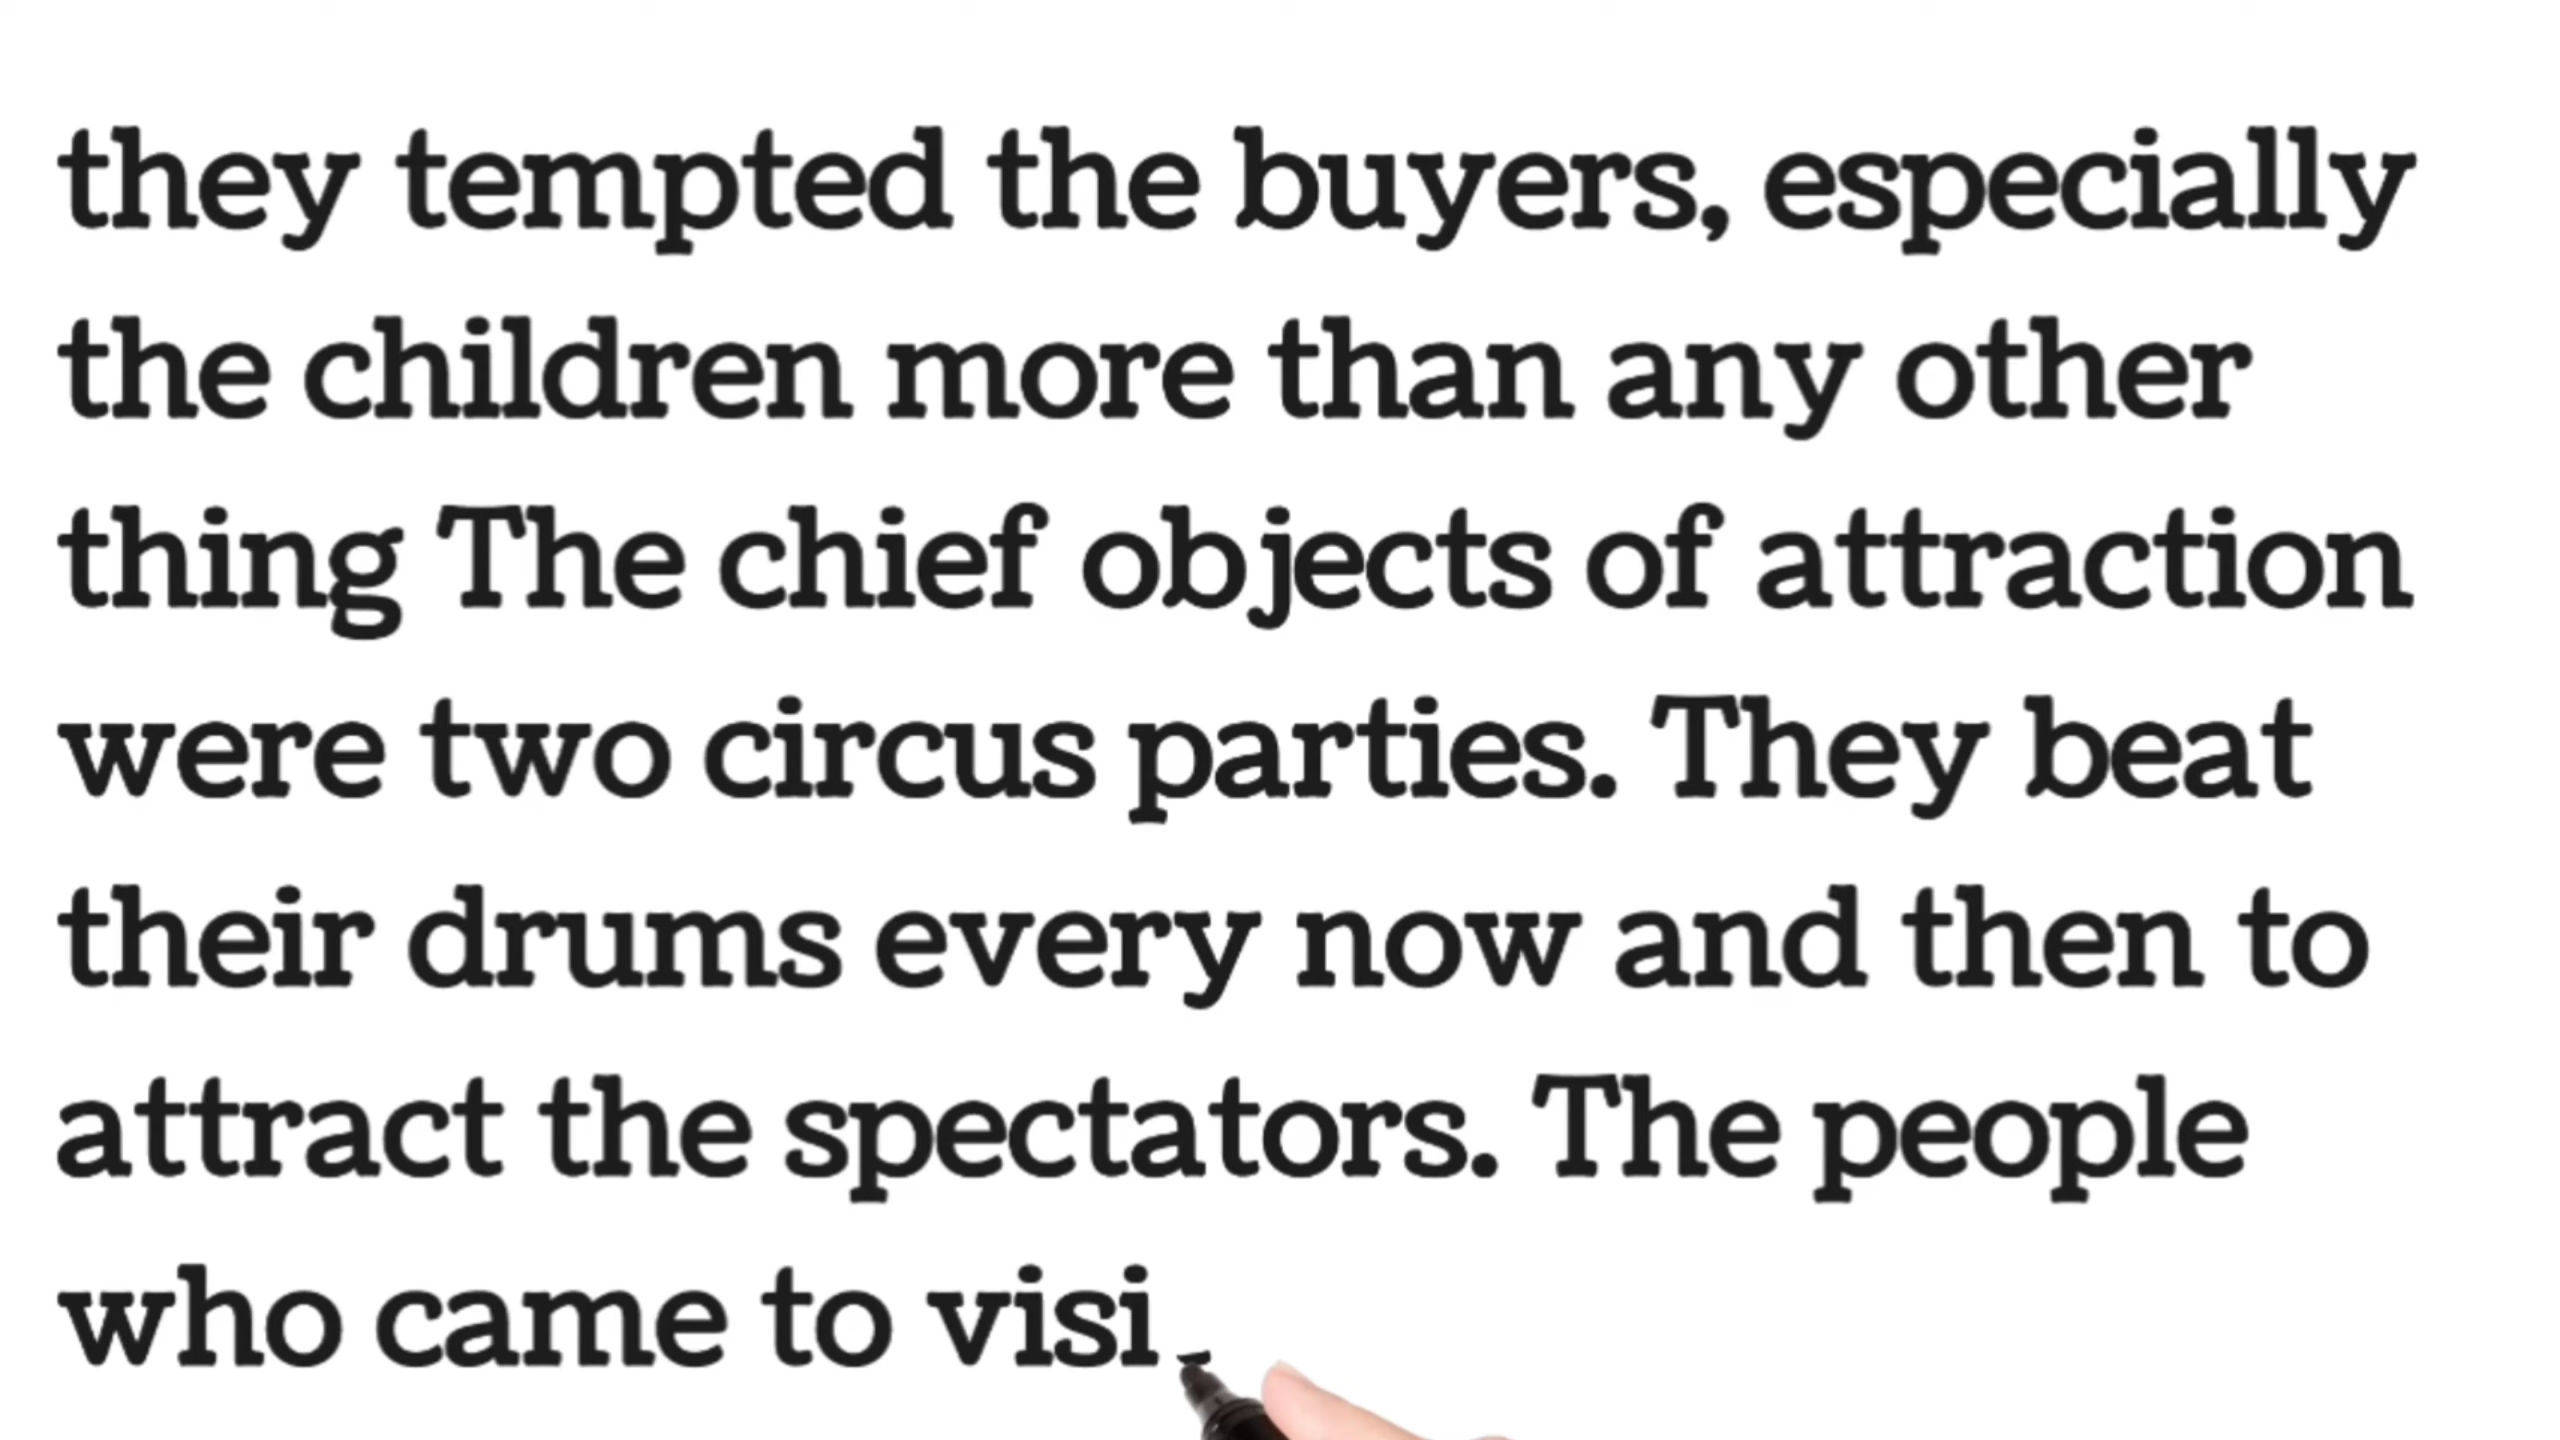 they tempted the buyers, especially
the children more than any other
thing The chief objects of attraction
were two circus parties. They beat
their drums every now and then to
attract the spectators. The people
who came to visi